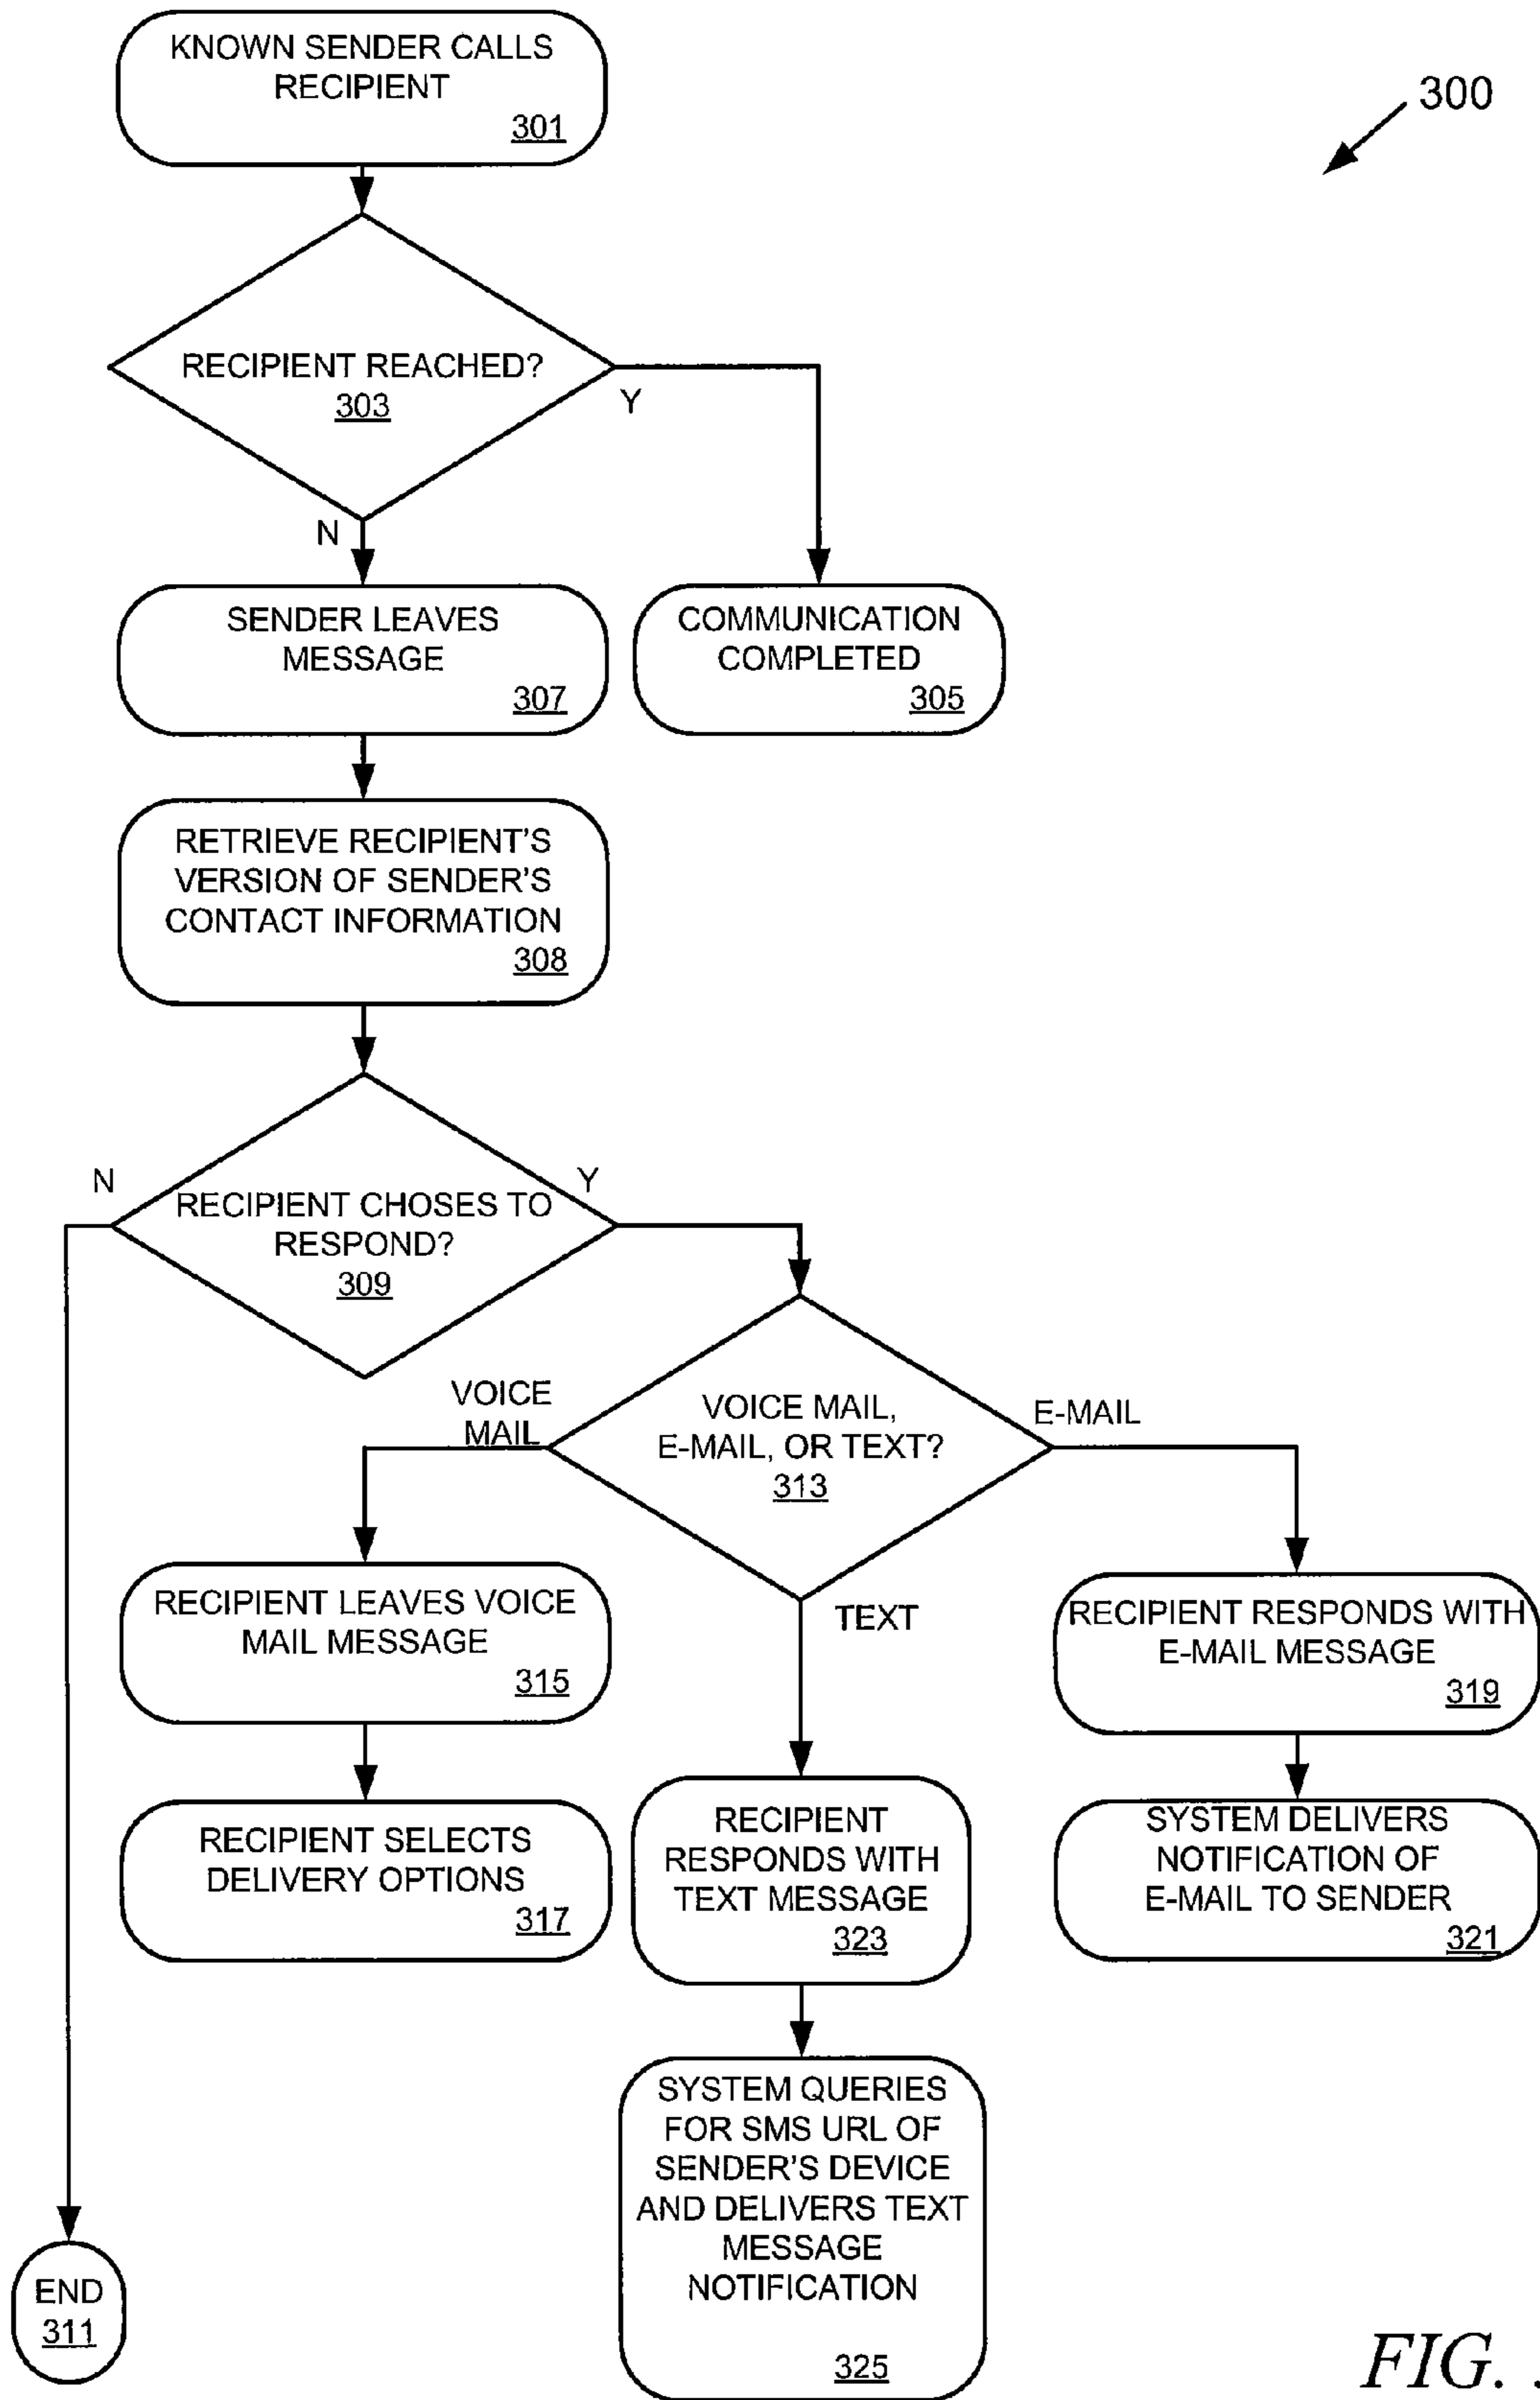 KNOWN SENDER CALLS
RECIPIENT
301
300
RECIPIENT REACHED?
303
Y
N
SENDER LEAVES
MESSAGE
307
COMMUNICATION
COMPLETED
305
RETRIEVE RECIPIENT'S
VERSION OF SENDER'S
CONTACT INFORMATION
308
N
Y
RECIPIENT CHOSES TO
RESPOND?
309
VOICE
MAIL
VOICE MAIL,
E-MAIL, OR TEXT?
313
E-MAIL
TEXT
RECIPIENT LEAVES VOICE
MAIL MESSAGE
315
RECIPIENT RESPONDS WITH
E-MAIL MESSAGE
319
RECIPIENT SELECTS
DELIVERY OPTIONS
317
RECIPIENT
RESPONDS WITH
TEXT MESSAGE
323
SYSTEM DELIVERS
NOTIFICATION OF
E-MAIL TO SENDER
321
SYSTEM QUERIES
FOR SMS URL OF
SENDER'S DEVICE
AND DELIVERS TEXT
MESSAGE
NOTIFICATION
325
END
311
FIG.